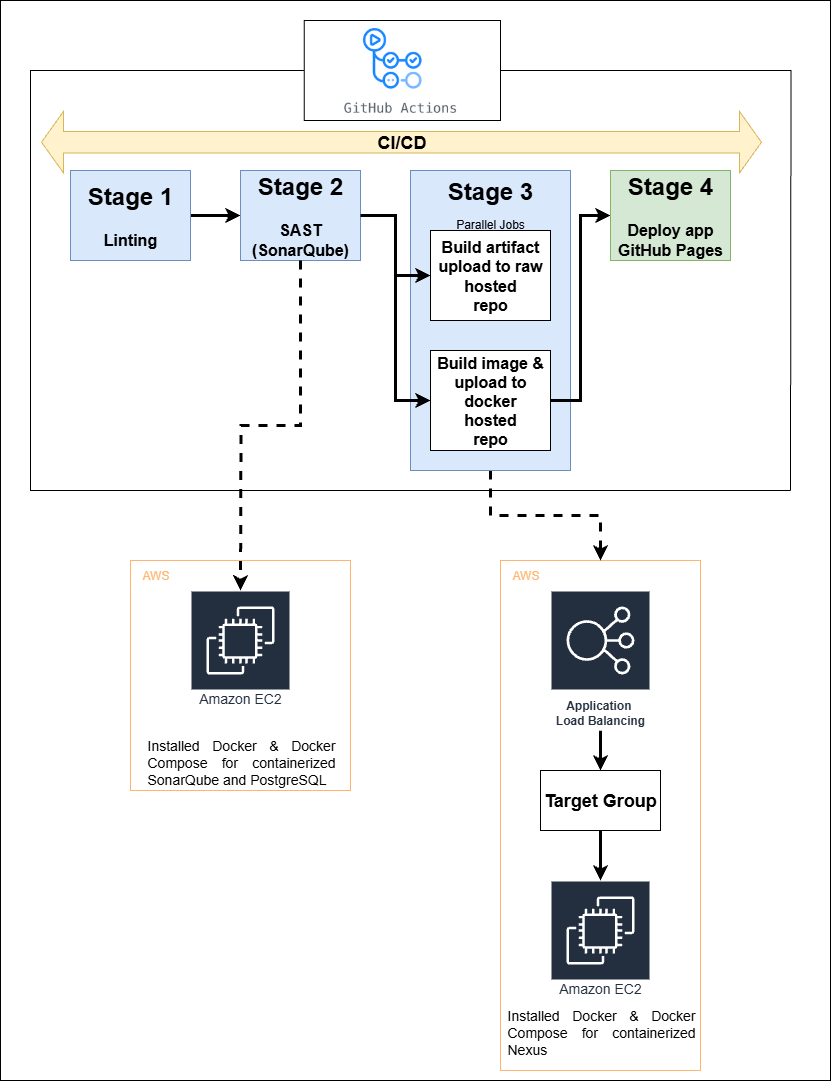 GitHub Actions
CI/CD
Stage 1
Linting
Stage 2
SAST
(SonarQube)
Stage 3
Parallel Jobs
Build artifact
upload to raw
hosted
repo
Build image &
upload to
docker
hosted
repo
Stage 4
Deploy app
GitHub Pages
AWS
Amazon EC2
Installed Docker & Docker
Compose for containerized
SonarQube and PostgreSQL
AWS
Application
Load Balancing
Target Group
Amazon EC2
Installed Docker & Docker
Compose for containerized
Nexus